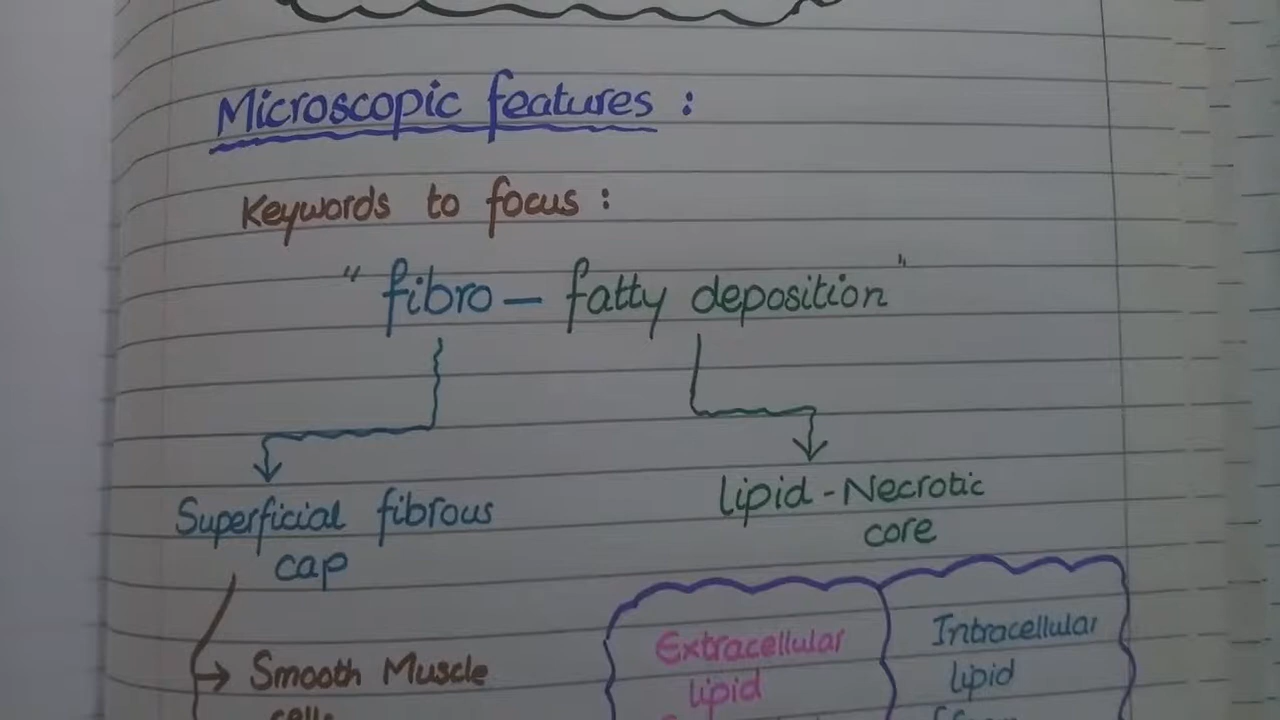 Microscopic features :
Keywords to focus :
" fibro – fatty deposition "
Superficial fibrous
cap
lipid - Necrotic
core
Extracellular
lipid
Intracellular
lipid
Smooth Muscle
cells